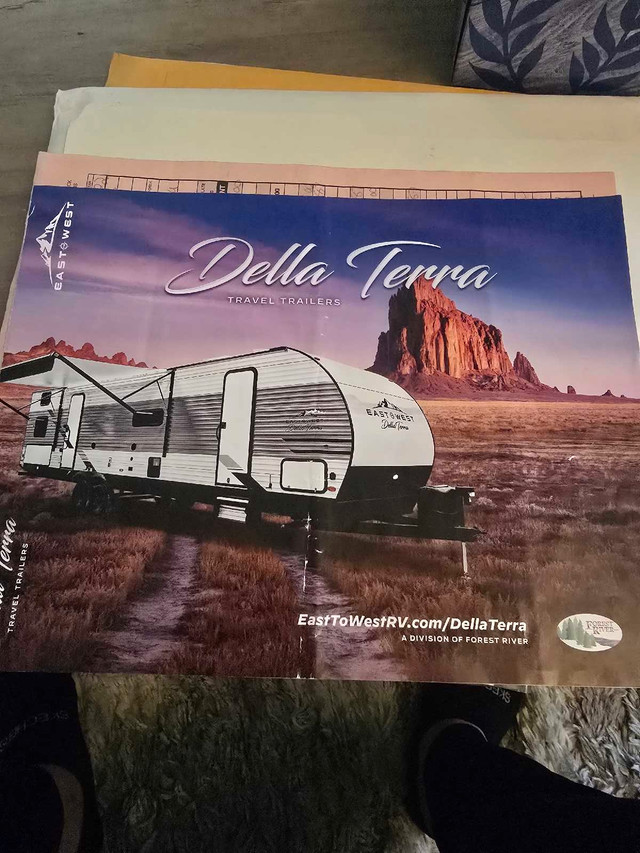 EAST TO WEST
Della Terra
TRAVEL TRAILERS
EAST TO WEST
Della Terra
Terra
TRAVEL TRAILERS
EastToWestRV.com/DellaTerra
A DIVISION OF FOREST RIVER
FOREST RIVER
SKECHERS